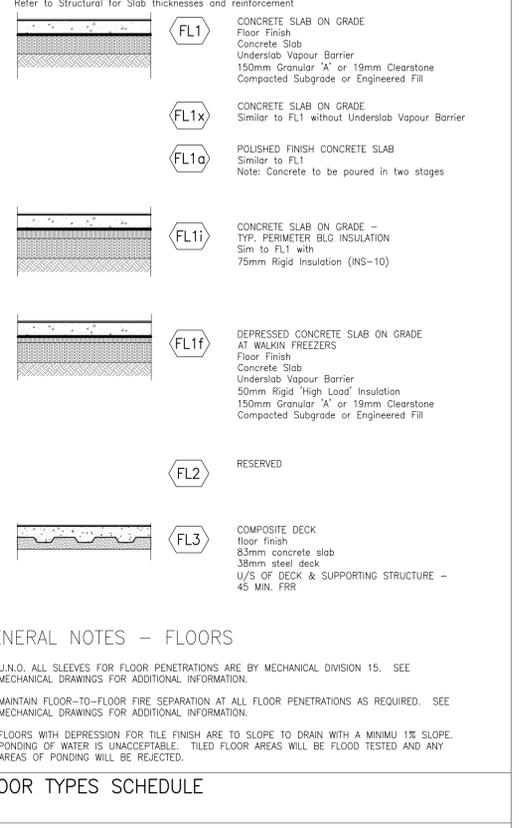 Refer to Structural for Slab thicknesses and reinforcement
FL1
CONCRETE SLAB ON GRADE
Floor Finish
Concrete Slab
Underslab Vapour Barrier
150mm Granular 'A' or 19mm Clearstone
Compacted Subgrade or Engineered Fill
FL1x
CONCRETE SLAB ON GRADE
Similar to FL1 without Underslab Vapour Barrier
FL1a
POLISHED FINISH CONCRETE SLAB
Similar to FL1
Note: Concrete to be poured in two stages
FL1i
CONCRETE SLAB ON GRADE –
TYP. PERIMETER BLG INSULATION
Sim to FL1 with
75mm Rigid Insulation (INS-10)
FL1f
DEPRESSED CONCRETE SLAB ON GRADE
AT WALKIN FREEZERS
Floor Finish
Concrete Slab
Underslab Vapour Barrier
50mm Rigid 'High Load' Insulation
150mm Granular 'A' or 19mm Clearstone
Compacted Subgrade or Engineered Fill
FL2
RESERVED
FL3
COMPOSITE DECK
floor finish
83mm concrete slab
38mm steel deck
U/S OF DECK & SUPPORTING STRUCTURE –
45 MIN. FRR
ENERAL NOTES – FLOORS
U.N.O. ALL SLEEVES FOR FLOOR PENETRATIONS ARE BY MECHANICAL DIVISION 15. SEE
MECHANICAL DRAWINGS FOR ADDITIONAL INFORMATION.
MAINTAIN FLOOR-TO-FLOOR FIRE SEPARATION AT ALL FLOOR PENETRATIONS AS REQUIRED. SEE
MECHANICAL DRAWINGS FOR ADDITIONAL INFORMATION.
FLOORS WITH DEPRESSION FOR TILE FINISH ARE TO SLOPE TO DRAIN WITH A MINIMU 1% SLOPE.
PONDING OF WATER IS UNACCEPTABLE. TILED FLOOR AREAS WILL BE FLOOD TESTED AND ANY
AREAS OF PONDING WILL BE REJECTED.
OOR TYPES SCHEDULE